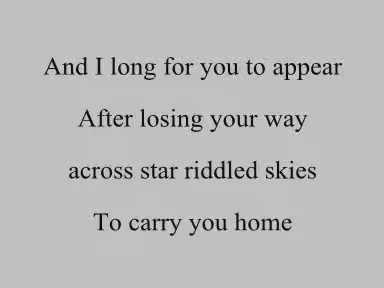 And I long for you to appear
After losing your way
across star riddled skies
To carry you home